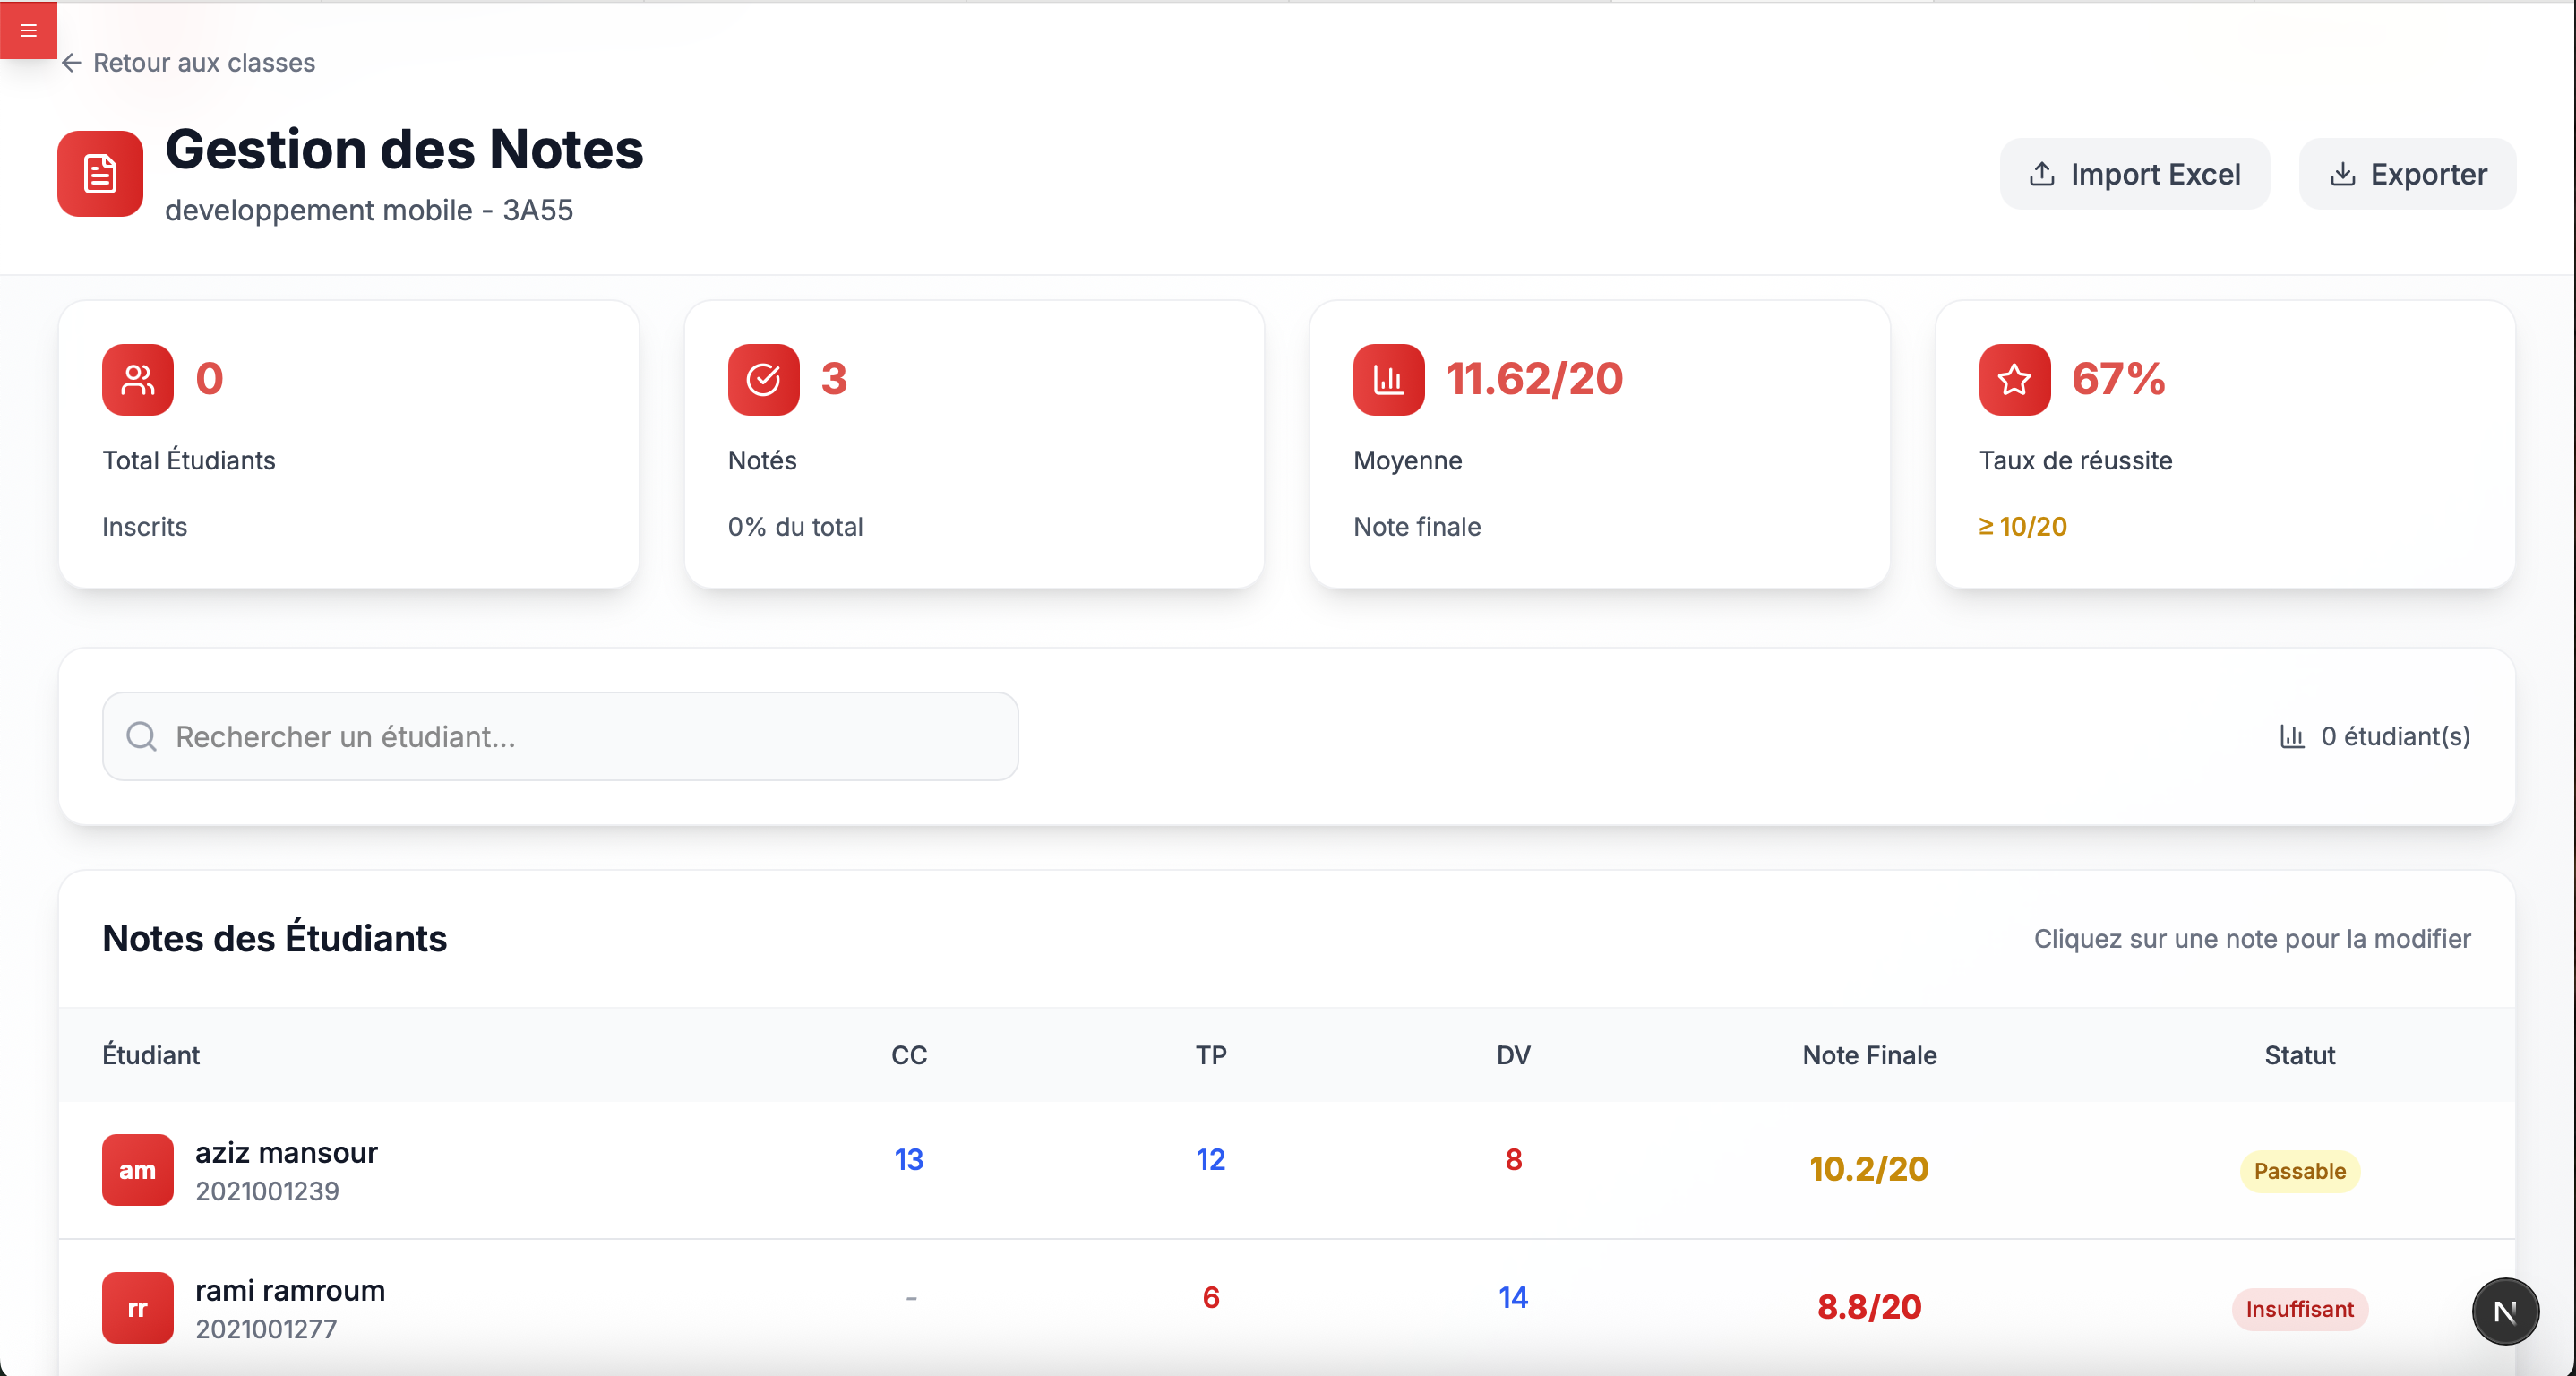 Retour aux classes
Gestion des Notes
developpement mobile - 3A55
Import Excel
Exporter
0
Total Étudiants
Inscrits
3
Notés
0% du total
11.62/20
Moyenne
Note finale
67%
Taux de réussite
≥ 10/20
Rechercher un étudiant...
0 étudiant(s)
Notes des Étudiants
Cliquez sur une note pour la modifier
Étudiant CC TP DV Note Finale Statut
am aziz mansour 13 12 8 10.2/20 Passable
2021001239
rr rami ramroum - 6 14 8.8/20 Insuffisant
2021001277
N